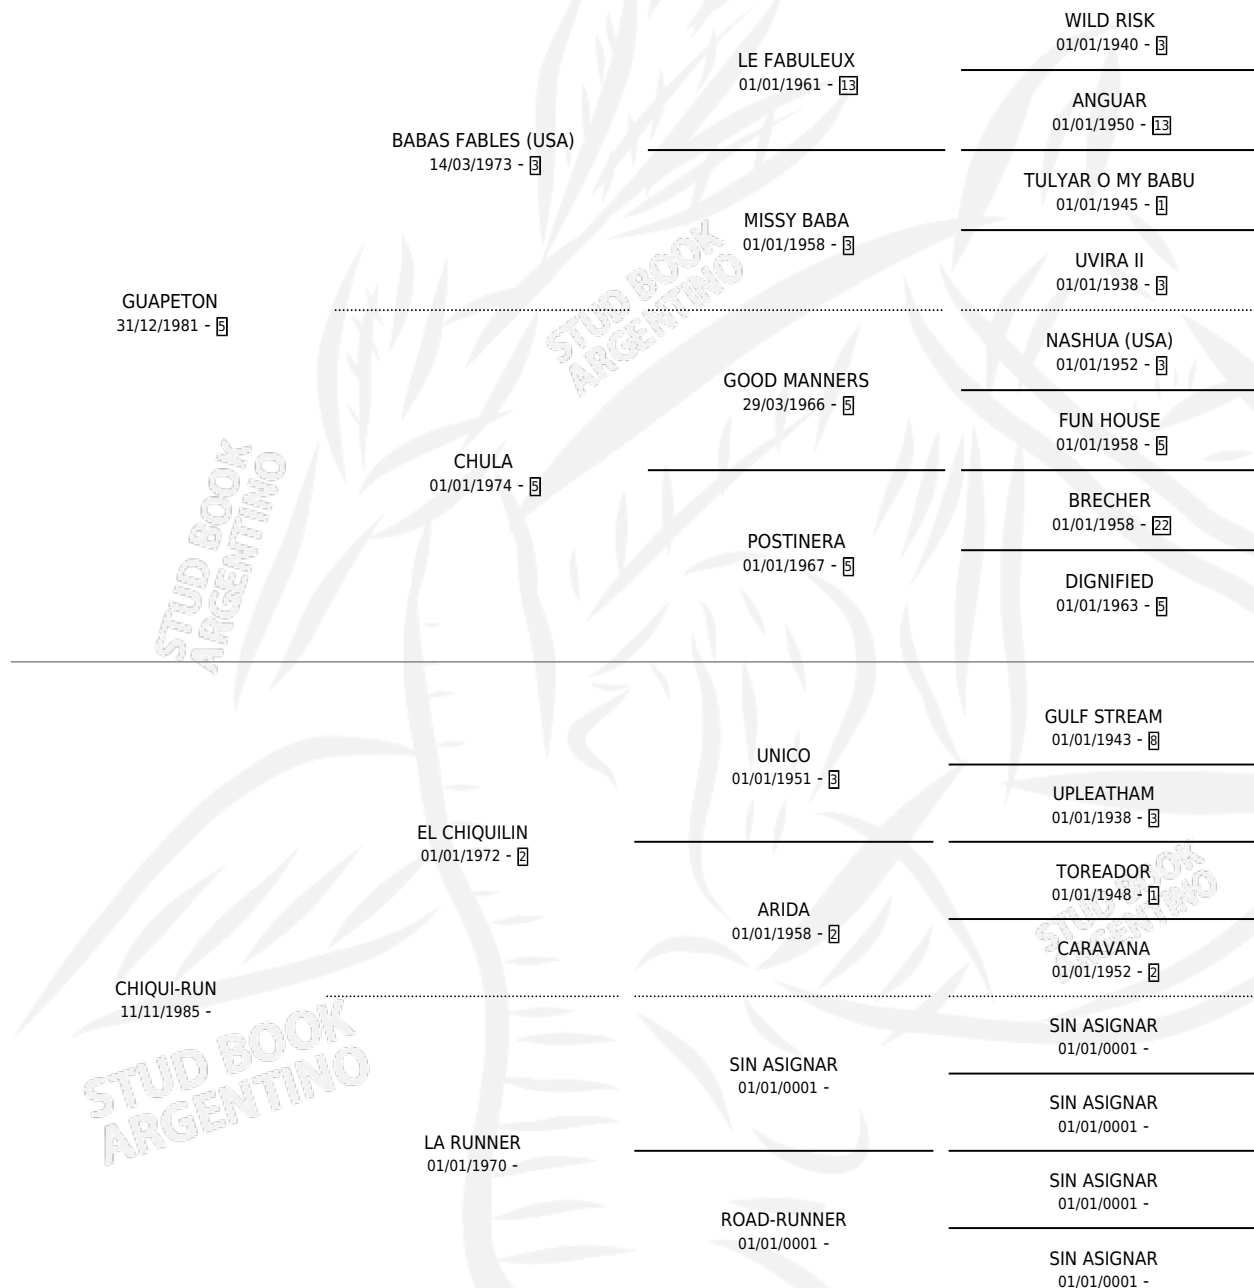 WILD RISK
01/01/1940 - 3
LE FABULEUX
01/01/1961 - 13
ANGUAR
01/01/1950 - 13
BABAS FABLES (USA)
14/03/1973 - 3
TULYAR O MY BABU
01/01/1945 - 1
MISSY BABA
01/01/1958 - 3
UVIRA II
01/01/1938 - 3
GUAPETON
31/12/1981 - 5
NASHUA (USA)
01/01/1952 - 3
GOOD MANNERS
29/03/1966 - 5
FUN HOUSE
01/01/1958 - 5
CHULA
01/01/1974 - 5
BRECHER
01/01/1958 - 22
POSTINERA
01/01/1967 - 5
DIGNIFIED
01/01/1963 - 5
GULF STREAM
01/01/1943 - 8
UNICO
01/01/1951 - 3
UPLEATHAM
01/01/1938 - 3
EL CHIQUILIN
01/01/1972 - 2
TOREADOR
01/01/1948 - 1
ARIDA
01/01/1958 - 2
CARAVANA
01/01/1952 - 2
CHIQUI-RUN
11/11/1985 -
SIN ASIGNAR
01/01/0001 -
SIN ASIGNAR
01/01/0001 -
SIN ASIGNAR
01/01/0001 -
LA RUNNER
01/01/1970 -
SIN ASIGNAR
01/01/0001 -
ROAD-RUNNER
01/01/0001 -
SIN ASIGNAR
01/01/0001 -
STUD BOOK
ARGENTINO
STUD BOOK
ARGENTINO
STUD BOOK
ARGENTINO
STUD BOOK
ARGENTINO